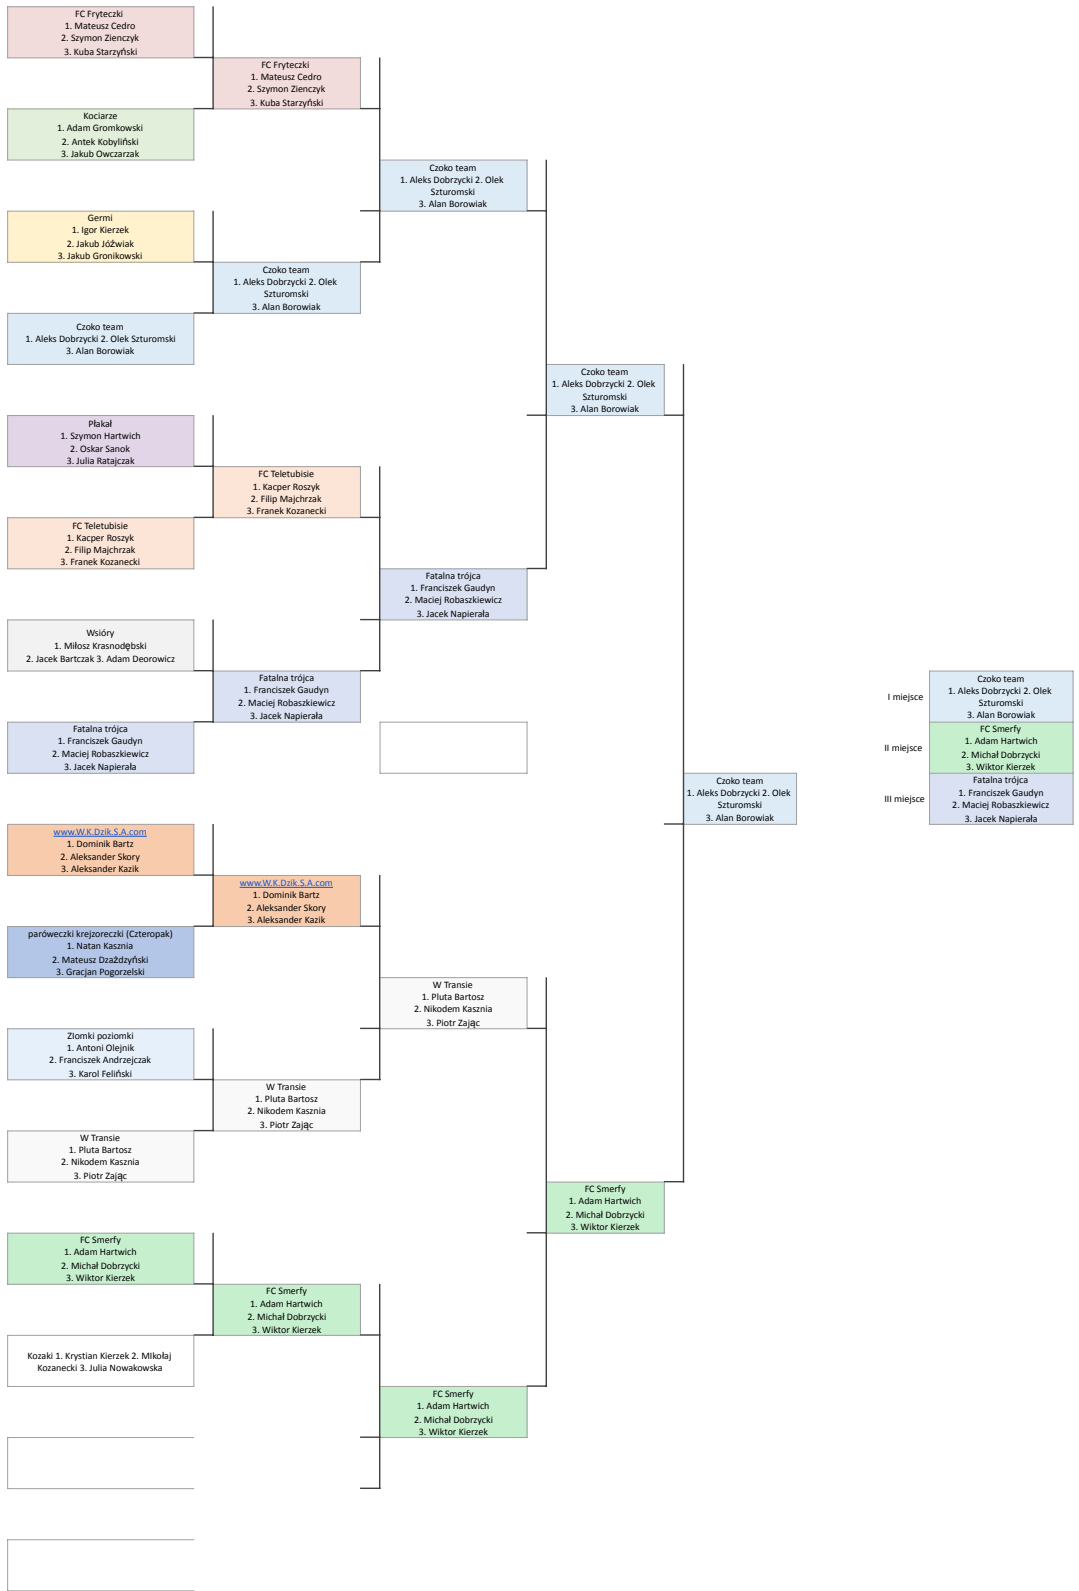 FC Fryteczki
1. Mateusz Cedro
2. Szymon Zienczyk
3. Kuba Starzyński
FC Fryteczki
1. Mateusz Cedro
2. Szymon Zienczyk
3. Kuba Starzyński
Kociarze
1. Adam Gromkowski
2. Antek Kobyliński
3. Jakub Owczarzak
Czoko team
1. Aleks Dobrzycki 2. Olek
Szturomski
3. Alan Borowiak
Germi
1. Igor Kierzek
2. Jakub Jóźwiak
3. Jakub Gronikowski
Czoko team
1. Aleks Dobrzycki 2. Olek
Szturomski
3. Alan Borowiak
Czoko team
1. Aleks Dobrzycki 2. Olek Szturomski
3. Alan Borowiak
Czoko team
1. Aleks Dobrzycki 2. Olek
Szturomski
3. Alan Borowiak
Płakał
1. Szymon Hartwich
2. Oskar Sanok
3. Julia Ratajczak
FC Teletubisie
1. Kacper Roszyk
2. Filip Majchrzak
3. Franek Kozanecki
FC Teletubisie
1. Kacper Roszyk
2. Filip Majchrzak
3. Franek Kozanecki
Fatalna trójca
1. Franciszek Gaudyn
2. Maciej Robaszkiewicz
3. Jacek Napierała
Wsióry
1. Miłosz Krasnodębski
2. Jacek Bartczak 3. Adam Deorowicz
Fatalna trójca
1. Franciszek Gaudyn
2. Maciej Robaszkiewicz
3. Jacek Napierała
Fatalna trójca
1. Franciszek Gaudyn
2. Maciej Robaszkiewicz
3. Jacek Napierała
I miejsce
Czoko team
1. Aleks Dobrzycki 2. Olek
Szturomski
3. Alan Borowiak
II miejsce
FC Smerfy
1. Adam Hartwich
2. Michał Dobrzycki
3. Wiktor Kierzek
III miejsce
Fatalna trójca
1. Franciszek Gaudyn
2. Maciej Robaszkiewicz
3. Jacek Napierała
Czoko team
1. Aleks Dobrzycki 2. Olek
Szturomski
3. Alan Borowiak
www.W.K.Dzik.S.A.com
1. Dominik Bartz
2. Aleksander Skory
3. Aleksander Kazik
www.W.K.Dzik.S.A.com
1. Dominik Bartz
2. Aleksander Skory
3. Aleksander Kazik
paróweczki krejzoreczki (Czteropak)
1. Natan Kasznia
2. Mateusz Dzażdzyński
3. Gracjan Pogorzelski
W Transie
1. Pluta Bartosz
2. Nikodem Kasznia
3. Piotr Zając
Zlomki poziomki
1. Antoni Olejnik
2. Franciszek Andrzejczak
3. Karol Feliński
W Transie
1. Pluta Bartosz
2. Nikodem Kasznia
3. Piotr Zając
W Transie
1. Pluta Bartosz
2. Nikodem Kasznia
3. Piotr Zając
FC Smerfy
1. Adam Hartwich
2. Michał Dobrzycki
3. Wiktor Kierzek
FC Smerfy
1. Adam Hartwich
2. Michał Dobrzycki
3. Wiktor Kierzek
FC Smerfy
1. Adam Hartwich
2. Michał Dobrzycki
3. Wiktor Kierzek
Kozaki 1. Krystian Kierzek 2. MIkołaj
Kozanecki 3. Julia Nowakowska
FC Smerfy
1. Adam Hartwich
2. Michał Dobrzycki
3. Wiktor Kierzek